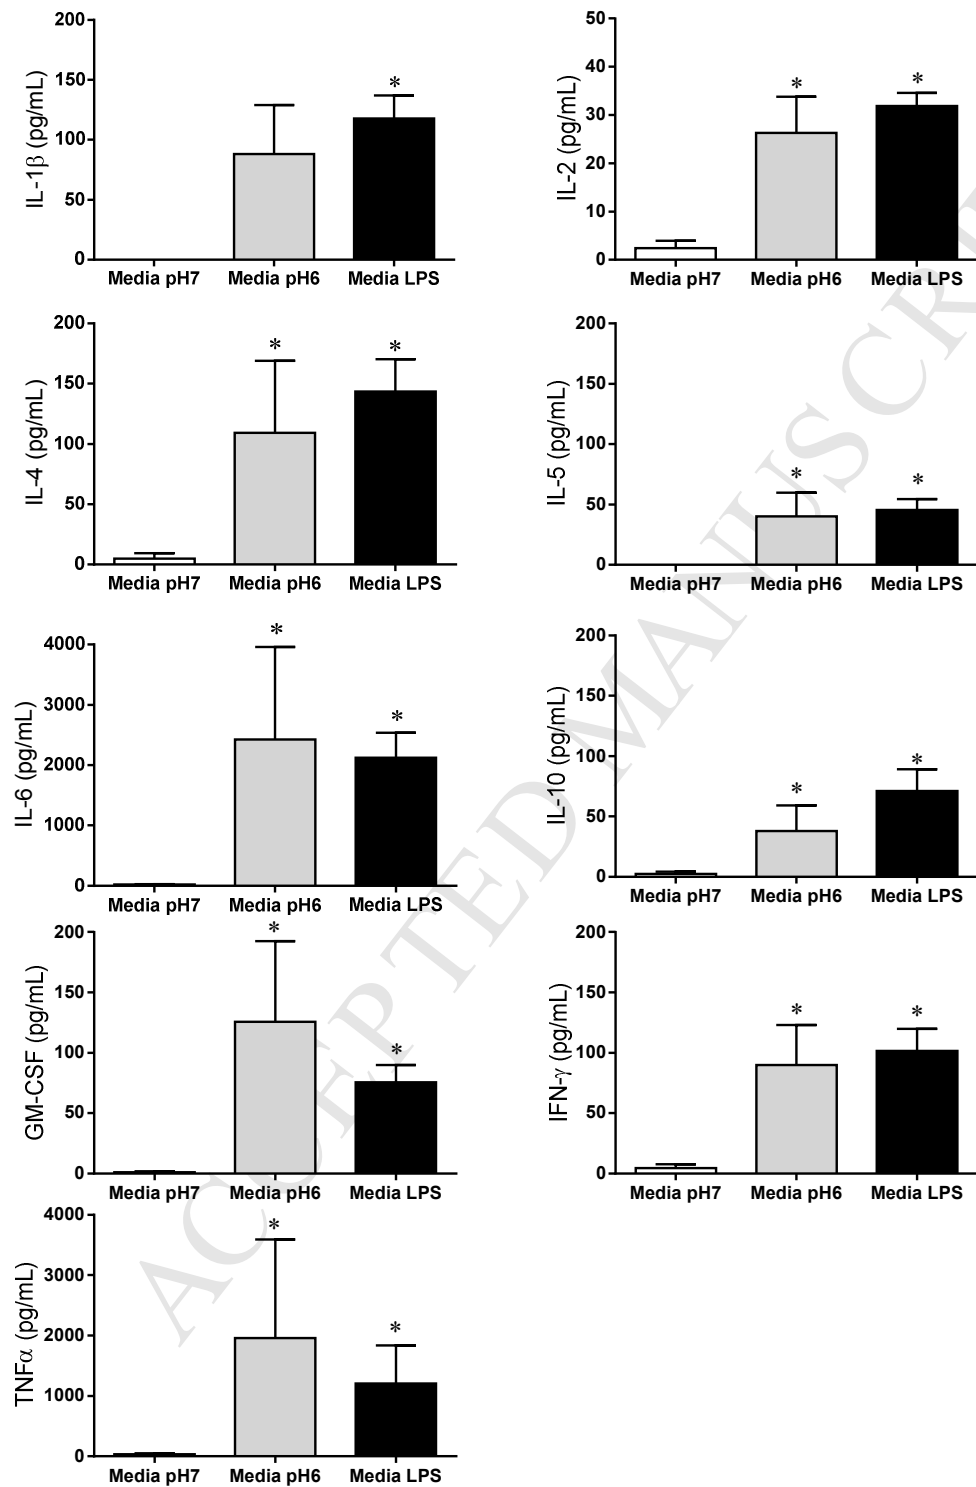 200
150
100
50
0
IL-1β (pg/mL)
*
Media pH7 Media pH6 Media LPS
50
40
30
20
10
0
IL-2 (pg/mL)
* *
Media pH7 Media pH6 Media LPS
200
150
100
50
0
IL-4 (pg/mL)
* *
Media pH7 Media pH6 Media LPS
200
150
100
50
0
IL-5 (pg/mL)
* *
Media pH7 Media pH6 Media LPS
4000
3000
2000
1000
0
IL-6 (pg/mL)
* *
Media pH7 Media pH6 Media LPS
200
150
100
50
0
IL-10 (pg/mL)
* *
Media pH7 Media pH6 Media LPS
200
150
100
50
0
GM-CSF (pg/mL)
* *
Media pH7 Media pH6 Media LPS
200
150
100
50
0
IFN-γ (pg/mL)
* *
Media pH7 Media pH6 Media LPS
4000
3000
2000
1000
0
TNFα (pg/mL)
* *
Media pH7 Media pH6 Media LPS
ACCEPTED MANUSCR